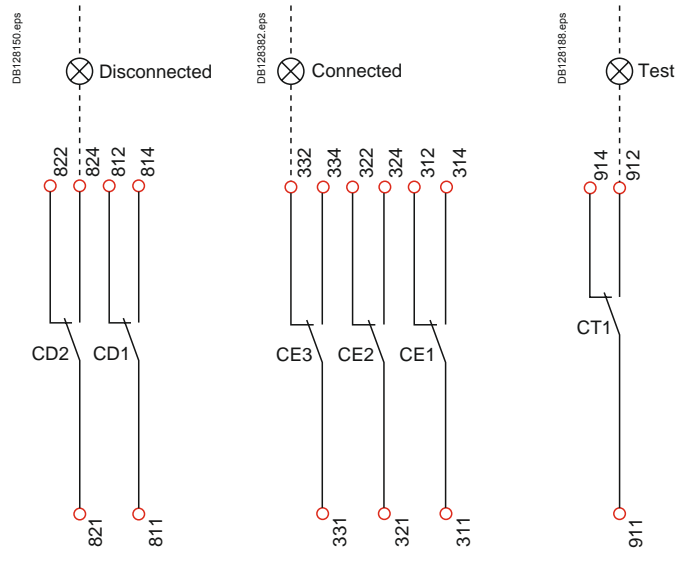 DB128150.eps
Disconnected
822
824
812
814
CD2
CD1
821
811
DB128382.eps
Connected
332
334
322
324
312
314
CE3
CE2
CE1
331
321
311
DB128188.eps
Test
914
912
CT1
911